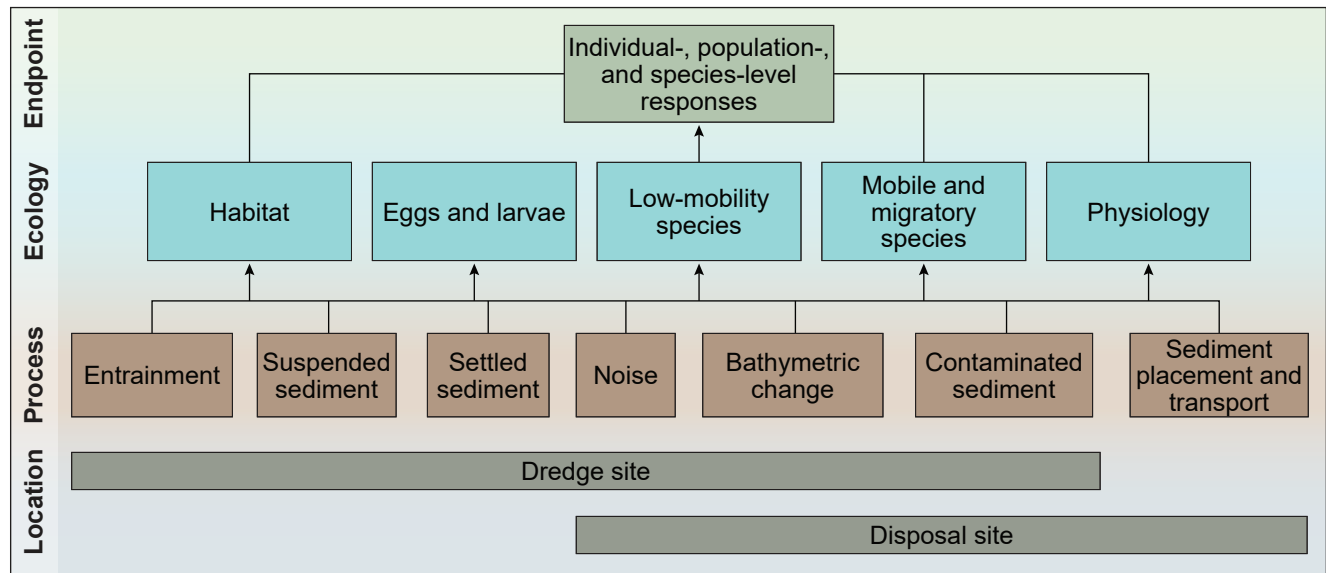 Endpoint
Individual-, population-,
and species-level
responses
Ecology
Habitat
Eggs and larvae
Low-mobility
species
Mobile and
migratory
species
Physiology
Process
Entrainment
Suspended
sediment
Settled
sediment
Noise
Bathymetric
change
Contaminated
sediment
Sediment
placement and
transport
Location
Dredge site
Disposal site